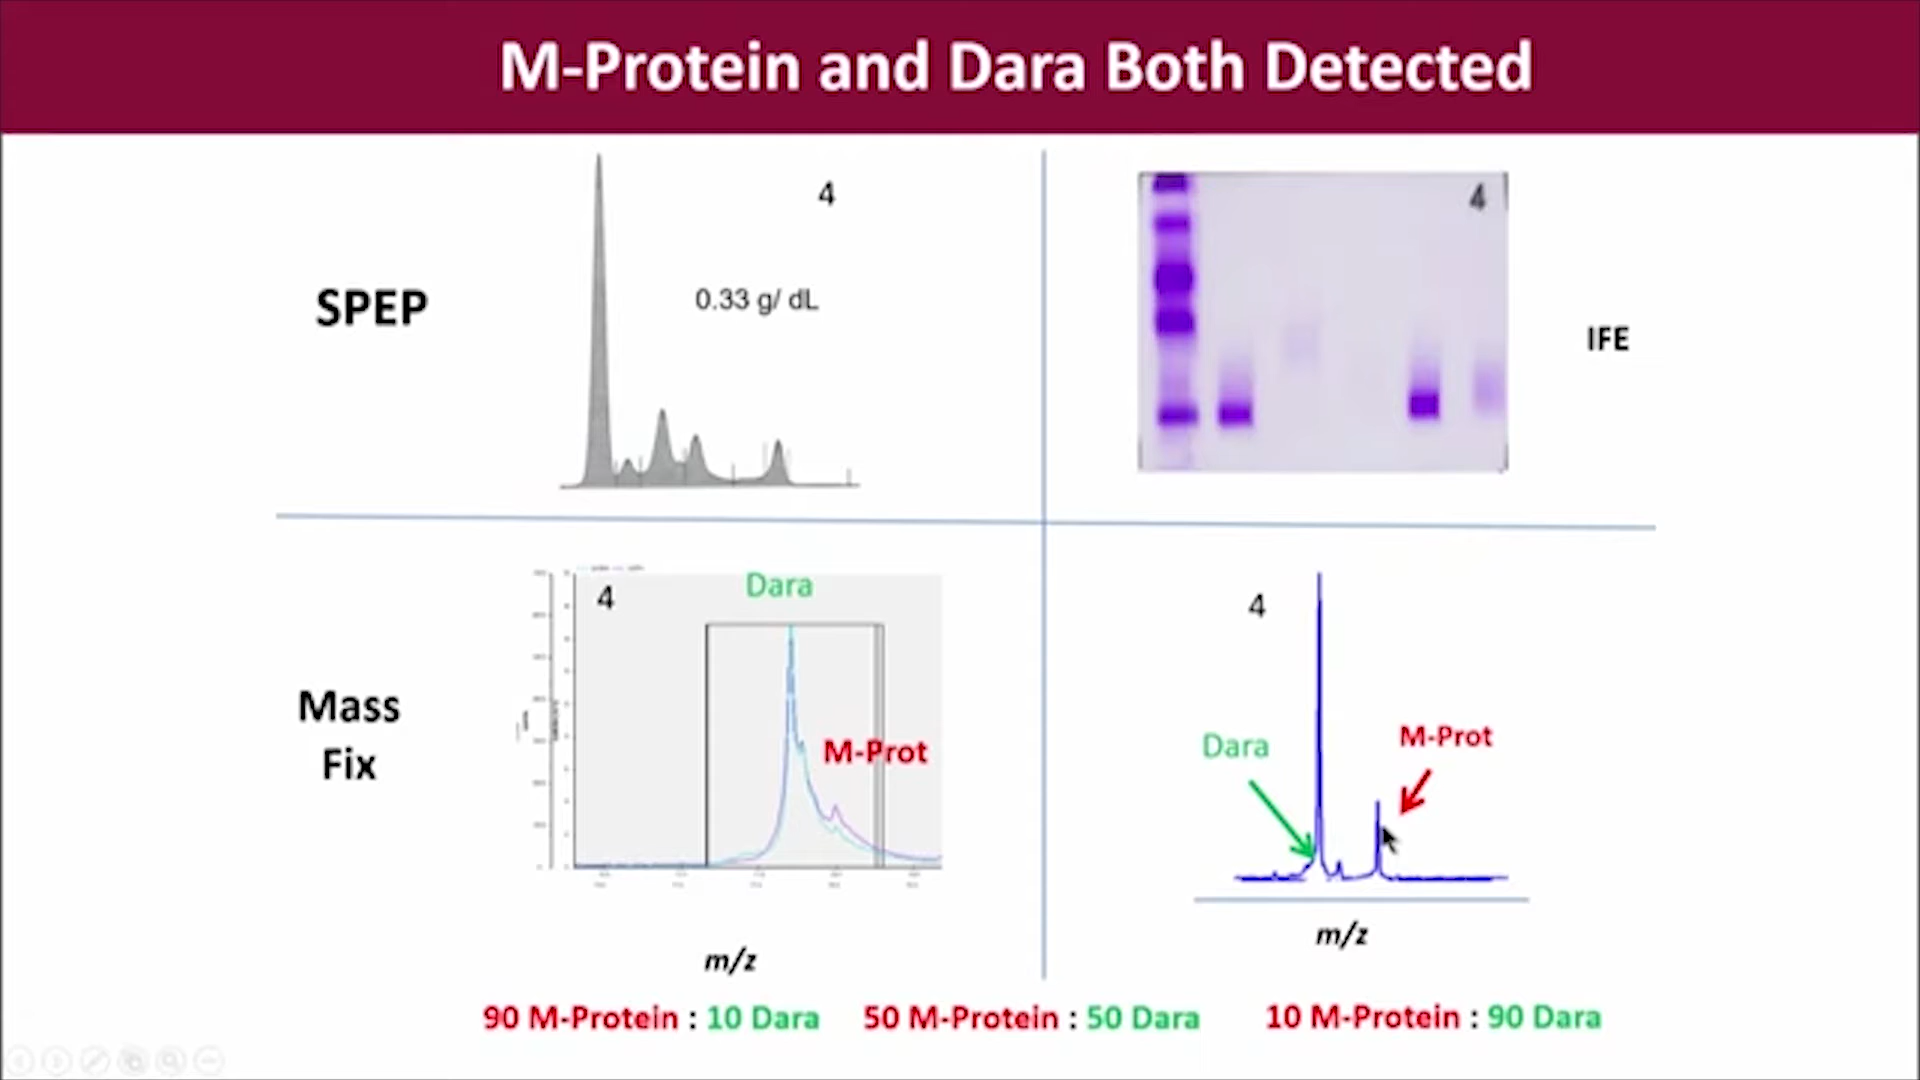 M-Protein and Dara Both Detected
SPEP
4
0.33 g/ dL
4
IFE
Mass
Fix
4
Dara
M-Prot
m/z
4
Dara
M-Prot
m/z
90 M-Protein : 10 Dara
50 M-Protein : 50 Dara
10 M-Protein : 90 Dara